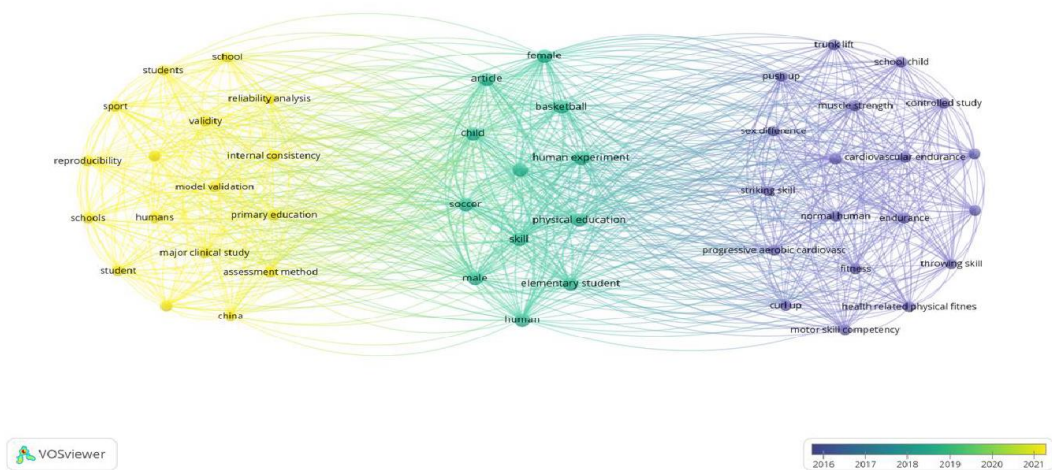 school
students
sport
reliability analysis
validity
reproducibility
internal consistency
model validation
schools
humans
primary education
major clinical study
student
assessment method
china
female
article
basketball
child
human experiment
soccer
physical education
skill
male
elementary student
human
trunk lift
school child
push up
muscle strength
controlled study
sex difference
cardiovascular endurance
striking skill
normal human
endurance
progressive aerobic cardiovasc
throwing skill
fitness
curl up
health related physical fitnes
motor skill competency
VOSviewer
2016 2017 2018 2019 2020 2021